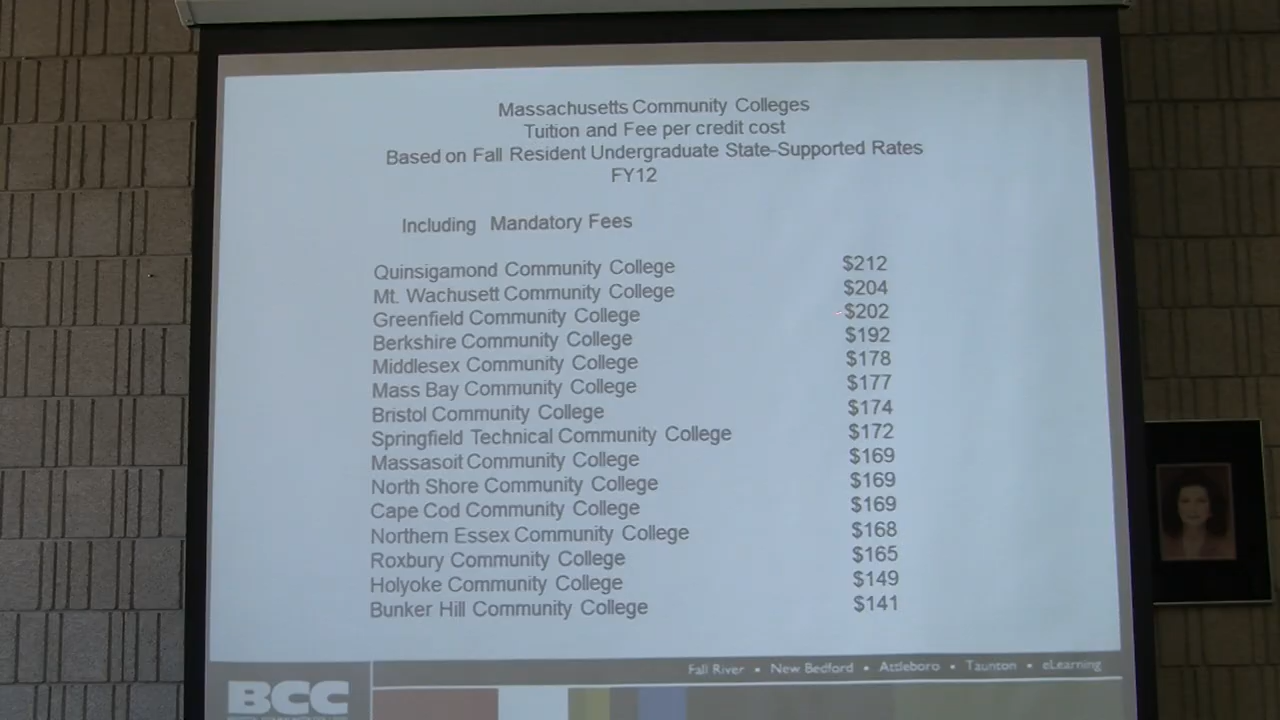 Massachusetts Community Colleges
Tuition and Fee per credit cost
Based on Fall Resident Undergraduate State-Supported Rates
FY12
Including Mandatory Fees
Quinsigamond Community College $212
Mt. Wachusett Community College $204
Greenfield Community College $202
Berkshire Community College $192
Middlesex Community College $178
Mass Bay Community College $177
Bristol Community College $174
Springfield Technical Community College $172
Massasoit Community College $169
North Shore Community College $169
Cape Cod Community College $169
Northern Essex Community College $168
Roxbury Community College $165
Holyoke Community College $149
Bunker Hill Community College $141
Fall River • New Bedford • Attleboro • Taunton • eLearning
BCC